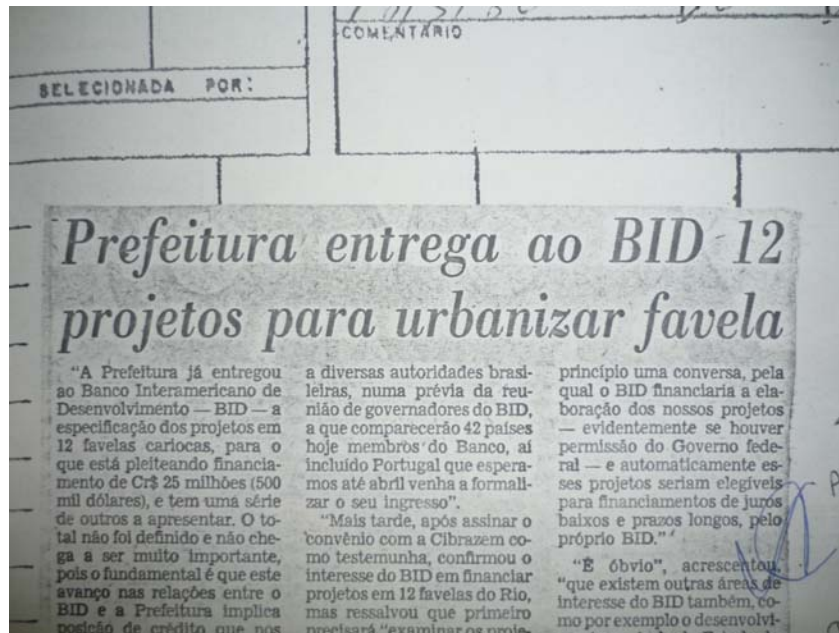 COMENTÁRIO
SELECIONADA POR:
Prefeitura entrega ao BID 12
projetos para urbanizar favela
"A Prefeitura já entregou
ao Banco Interamericano de
Desenvolvimento — BID — a
especificação dos projetos em
12 favelas cariocas, para o
que está pleiteando financia-
mento de Cr$ 25 milhões (500
mil dólares), e tem uma série
de outros a apresentar. O to-
tal não foi definido e não che-
ga a ser muito importante,
pois o fundamental é que este
avanço nas relações entre o
BID e a Prefeitura implica
posição de crédito que nos
a diversas autoridades brasi-
leiras, numa prévia da reu-
nião de governadores do BID,
a que comparecerão 42 países
hoje membros do Banco, aí
incluído Portugal que espera-
mos até abril venha a formali-
zar o seu ingresso".
"Mais tarde, após assinar o
convênio com a Cibrazem co-
mo testemunha, confirmou o
interesse do BID em financiar
projetos em 12 favelas do Rio,
mas ressalvou que primeiro
precisará "examinar os proje-
princípio uma conversa, pela
qual o BID financiaria a ela-
boração dos nossos projetos
— evidentemente se houver
permissão do Governo fede-
ral — e automaticamente es-
ses projetos seriam elegíveis
para financiamentos de juros
baixos e prazos longos, pelo
próprio BID."
"É óbvio", acrescentou,
"que existem outras áreas de
interesse do BID também, co-
mo por exemplo o desenvolvi-